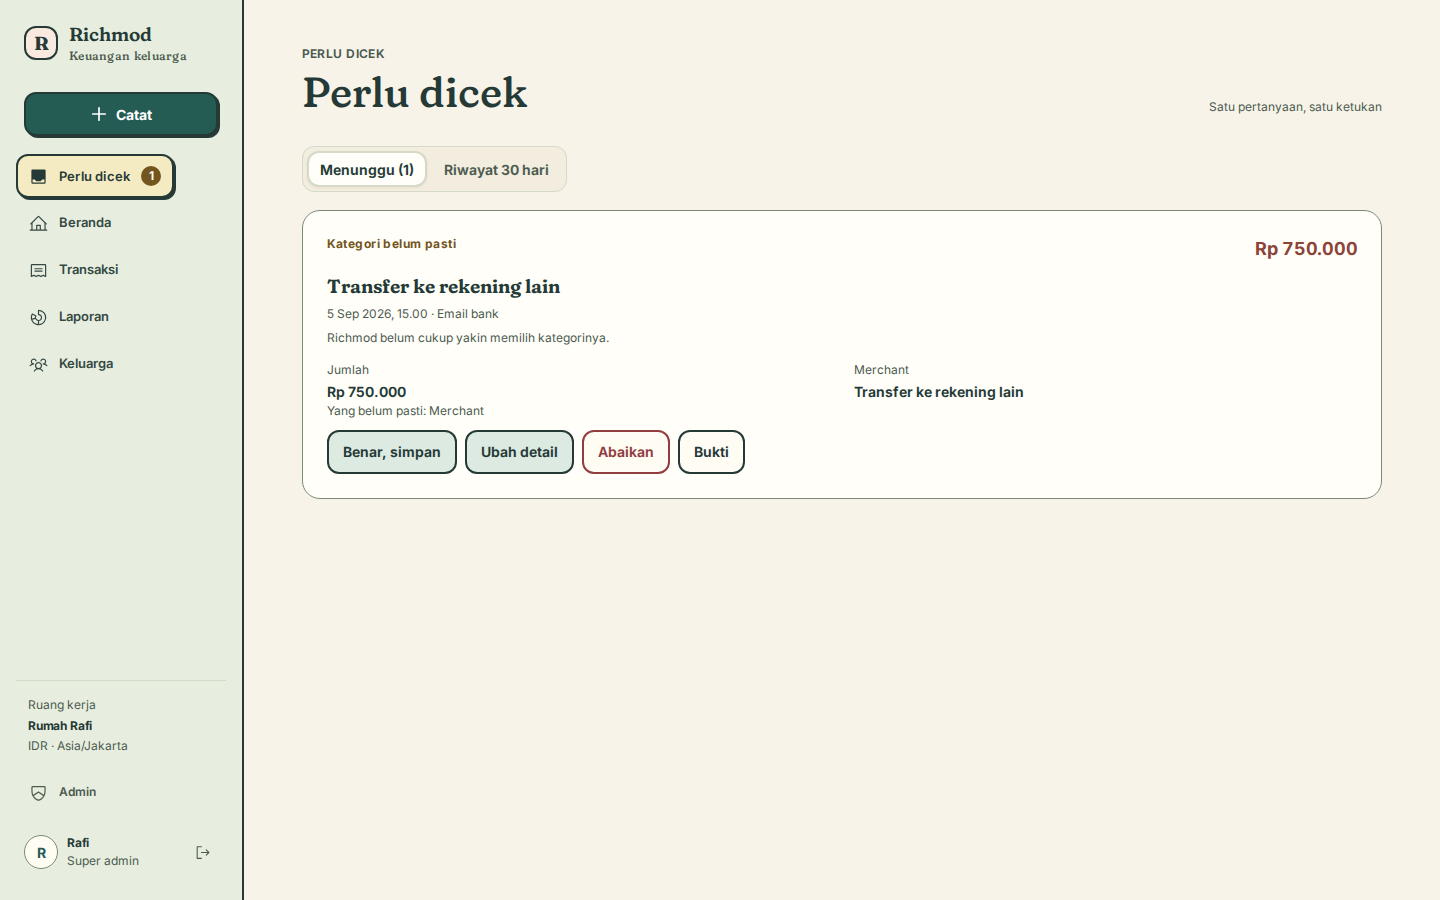 R
Richmod
Keuangan keluarga
Catat
Perlu dicek 1
Beranda
Transaksi
Laporan
Keluarga
Ruang kerja
Rumah Rafi
IDR · Asia/Jakarta
Admin
R
Rafi
Super admin
PERLU DICEK
Perlu dicek
Satu pertanyaan, satu ketukan
Menunggu (1) Riwayat 30 hari
Kategori belum pasti
Rp 750.000
Transfer ke rekening lain
5 Sep 2026, 15.00 · Email bank
Richmod belum cukup yakin memilih kategorinya.
Jumlah
Rp 750.000
Merchant
Transfer ke rekening lain
Yang belum pasti: Merchant
Benar, simpan Ubah detail Abaikan Bukti